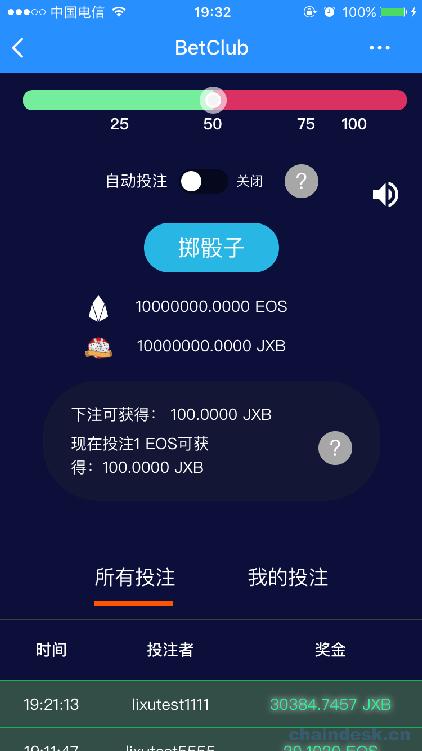 中国电信 19:32 100%
BetClub
25 50 75 100
自动投注 关闭 ?
掷骰子
10000000.0000 EOS
10000000.0000 JXB
下注可获得： 100.0000 JXB
现在投注1 EOS可获
得：100.0000 JXB
?
所有投注 我的投注
时间 投注者 奖金
19:21:13 lixutest1111 30384.7457 JXB
19:11:47 lixutest5555
chaindesk.cn